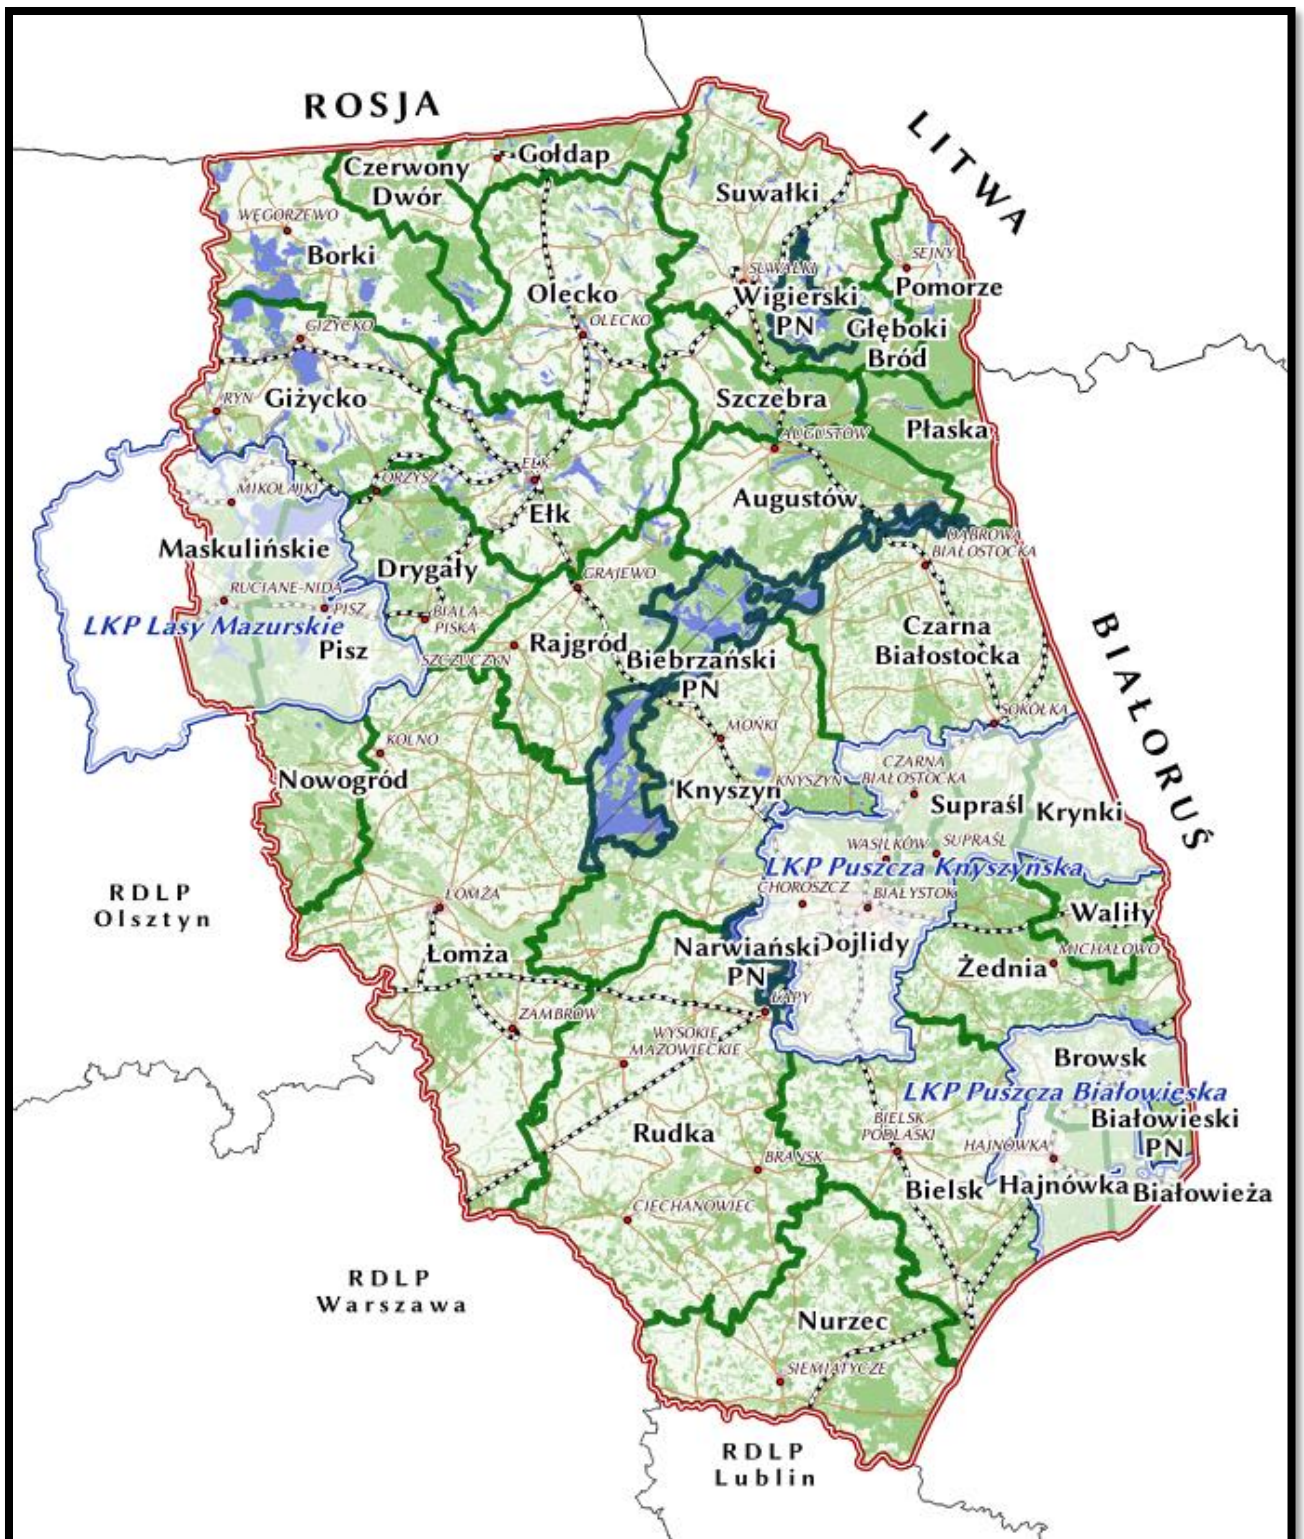 ROSJA
LITWA
Gołdap
Czerwony
Dwór
Suwałki
WĘGORZEWO
Borki
SEJNY
SUWAŁKI
Pomorze
Olecko
Wigierski
PN
OLECKO
GIŻYCKO
Głęboki
Bród
Giżycko
RYN
Szczebra
Płaska
AUGUSTÓW
EŁK
ORZYSZ
MIKOŁAJKI
Augustów
Ełk
Maskulińskie
DĄBROWA
BIAŁOSTOCKA
Drygały
GRAJEWO
RUCIANE-NIDA
PISZ
BIAŁA
PISKA
LKP Lasy Mazurskie
Pisz
Rajgród
SZCZUCZYN
Biebrzański
PN
Czarna
Białostocka
BIAŁORUŚ
SOKÓŁKA
MOŃKI
KOLNO
Nowogród
Knyszyn
KNYSZYN
CZARNA
BIAŁOSTOCKA
Supraśl
Krynki
WASILKÓW
SUPRAŚL
LKP Puszcza Knyszyńska
CHOROSZCZ
BIAŁYSTOK
RDLP
Olsztyn
ŁOMŻA
Łomża
Waliły
MICHAŁOWO
Narwiański
PN
Dojlidy
Żednia
ŁAPY
ZAMBRÓW
WYSOKIE
MAZOWIECKIE
Browsk
LKP Puszcza Białowieska
Białowieski
PN
BIELSK
PODLASKI
HAJNÓWKA
Rudka
BRAŃSK
Bielsk
Hajnówka
Białowieża
CIECHANOWIEC
RDLP
Warszawa
Nurzec
SIEMIATYCZE
RDLP
Lublin